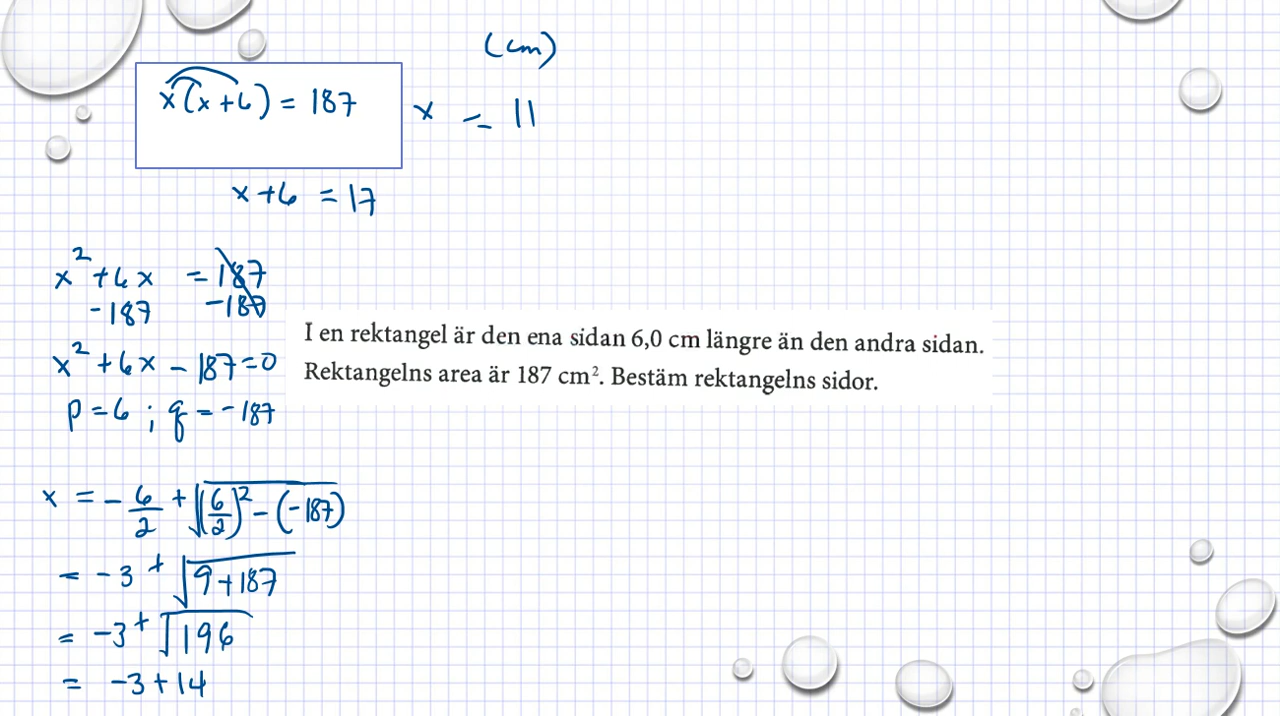 (cm)
x(x+6) = 187
x = 11
x+6 = 17
x²+6x = 187
-187 -187
x²+6x - 187=0
I en rektangel är den ena sidan 6,0 cm längre än den andra sidan.
Rektangelns area är 187 cm². Bestäm rektangelns sidor.
p=6 ; q = -187
x = - 6/2 + √((6/2)² - (-187))
= -3 + √(9+187)
= -3 + √196
= -3+14